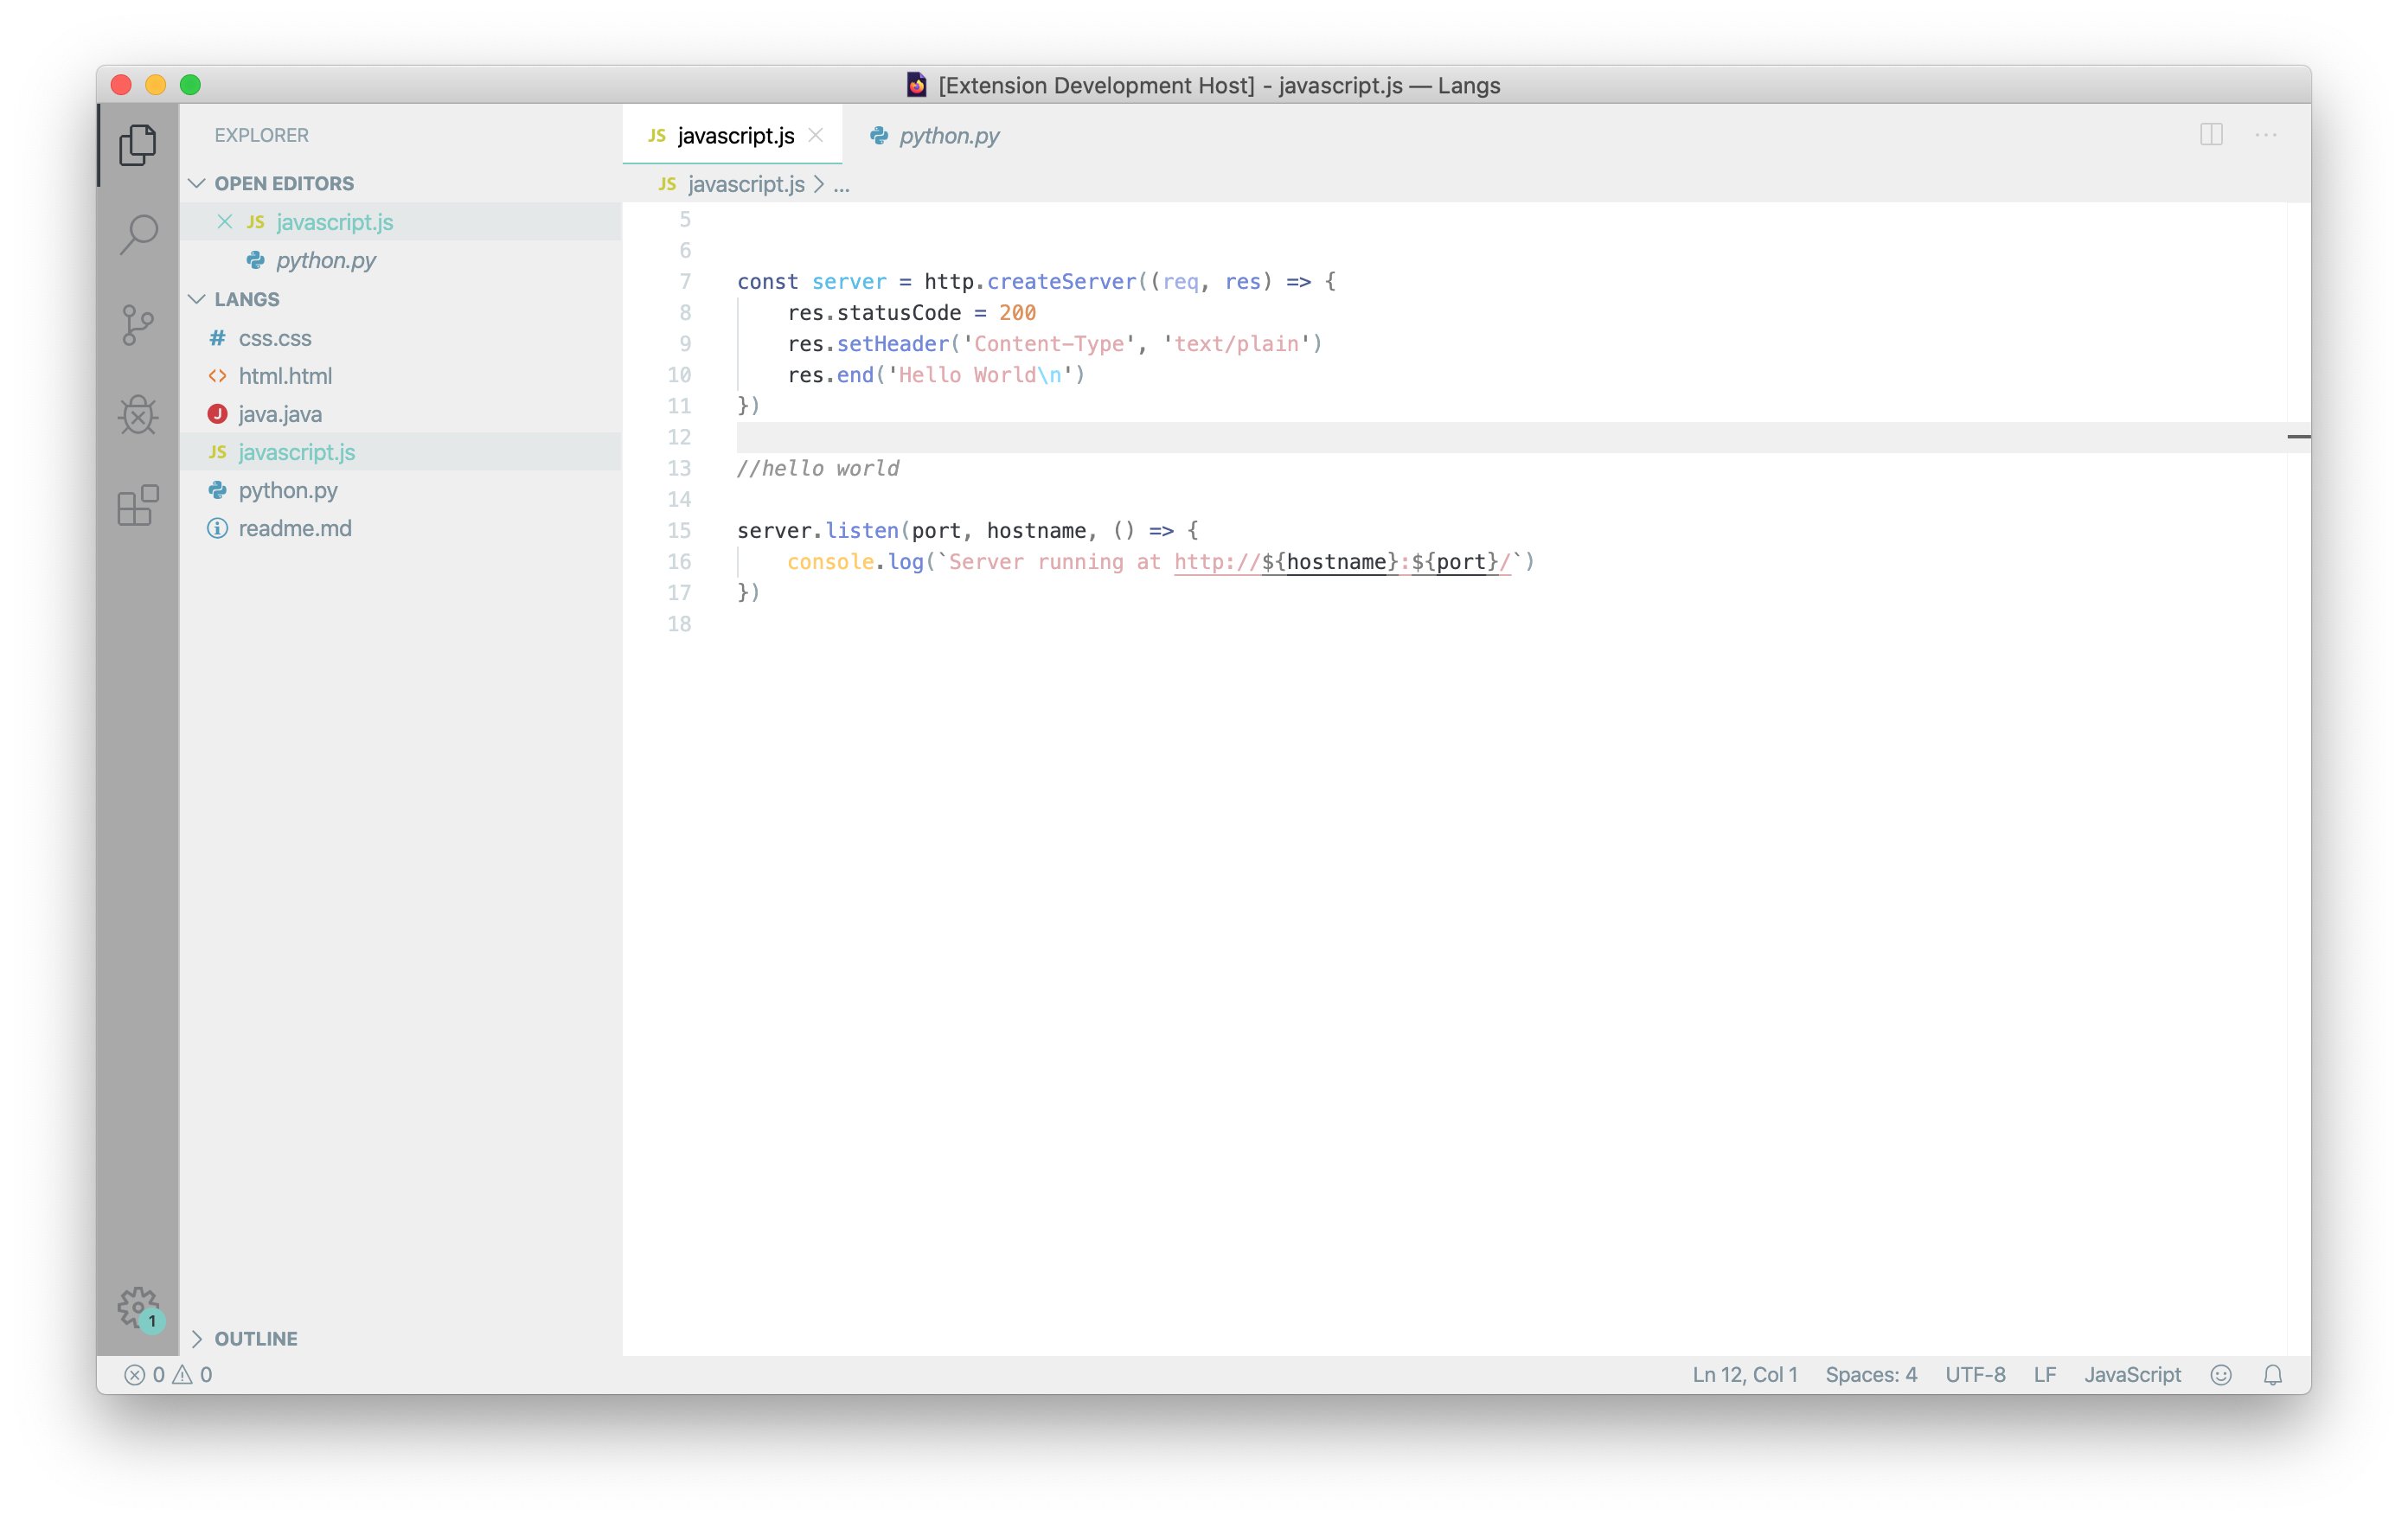 [Extension Development Host] - javascript.js — Langs
EXPLORER
OPEN EDITORS
JS javascript.js
python.py
LANGS
# css.css
<> html.html
J java.java
JS javascript.js
python.py
readme.md
OUTLINE
1
JS javascript.js
python.py
JS javascript.js > ...
5
6
7 const server = http.createServer((req, res) => {
8     res.statusCode = 200
9     res.setHeader('Content-Type', 'text/plain')
10     res.end('Hello World\n')
11 })
12
13 //hello world
14
15 server.listen(port, hostname, () => {
16     console.log(`Server running at http://${hostname}:${port}/`)
17 })
18
0 0
Ln 12, Col 1 Spaces: 4 UTF-8 LF JavaScript